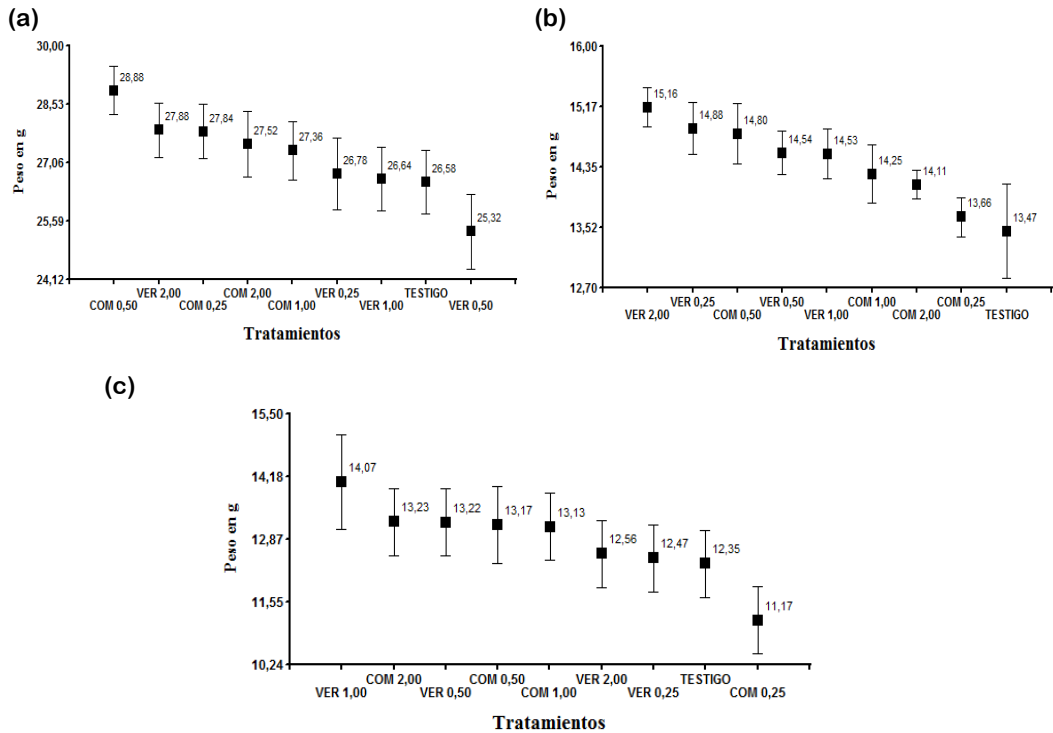 (a)
Peso en g
30,00
28,53
27,06
25,59
24,12
28,88
27,88
27,84
27,52
27,36
26,78
26,64
26,58
25,32
VER 2,00 COM 2,00 VER 0,25 TESTIGO
COM 0,50 COM 0,25 COM 1,00 VER 1,00 VER 0,50
Tratamientos
(b)
Peso en g
16,00
15,17
14,35
13,52
12,70
15,16
14,88
14,80
14,54
14,53
14,25
14,11
13,66
13,47
VER 0,25 VER 0,50 COM 1,00 COM 0,25
VER 2,00 COM 0,50 VER 1,00 COM 2,00 TESTIGO
Tratamientos
(c)
Peso en g
15,50
14,18
12,87
11,55
10,24
14,07
13,23
13,22
13,17
13,13
12,56
12,47
12,35
11,17
COM 2,00 COM 0,50 VER 2,00 TESTIGO
VER 1,00 VER 0,50 COM 1,00 VER 0,25 COM 0,25
Tratamientos